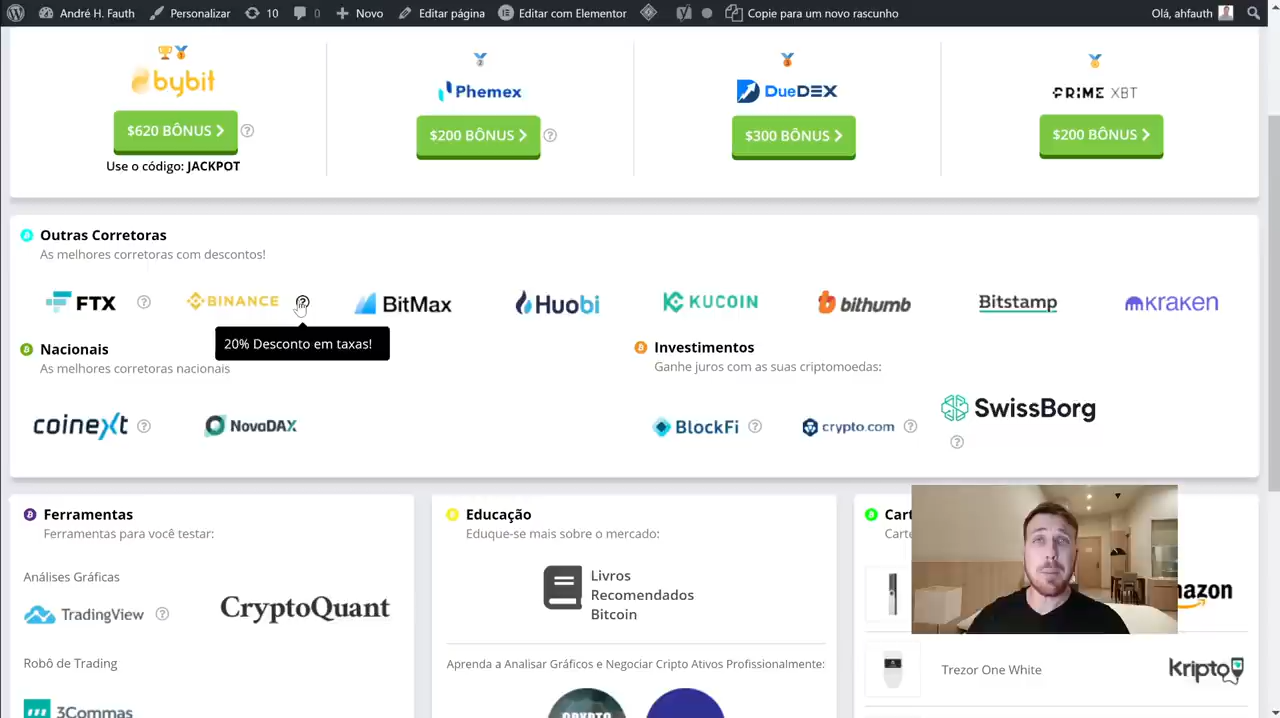 André H. Fauth
Personalizar
10
0
Novo
Editar página
Editar com Elementor
Copie para um novo rascunho
Olá, ahfauth
bybit
Phemex
DueDEX
PRIME XBT
$620 BÔNUS
$200 BÔNUS
$300 BÔNUS
$200 BÔNUS
Use o código: JACKPOT
Outras Corretoras
As melhores corretoras com descontos!
FTX
BINANCE
BitMax
Huobi
KUCOIN
bithumb
Bitstamp
kraken
20% Desconto em taxas!
Nacionais
As melhores corretoras nacionais
Investimentos
Ganhe juros com as suas criptomoedas:
coinext
NovaDAX
BlockFi
crypto.com
SwissBorg
Ferramentas
Ferramentas para você testar:
Análises Gráficas
TradingView
CryptoQuant
Robô de Trading
3Commas
Educação
Eduque-se mais sobre o mercado:
Livros
Recomendados
Bitcoin
Aprenda a Analisar Gráficos e Negociar Cripto Ativos Profissionalmente:
CRYPTO
Cart
Carte
azon
Trezor One White
kripto